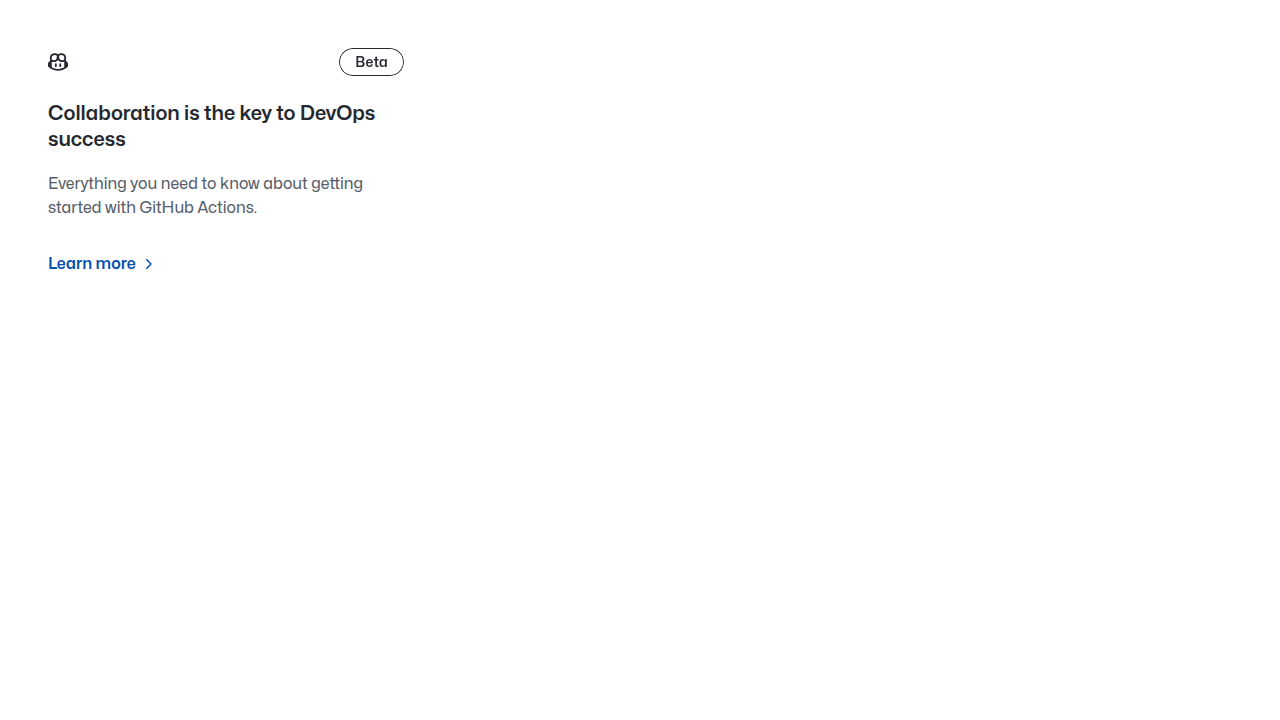 Beta
Collaboration is the key to DevOps
success
Everything you need to know about getting
started with GitHub Actions.
Learn more